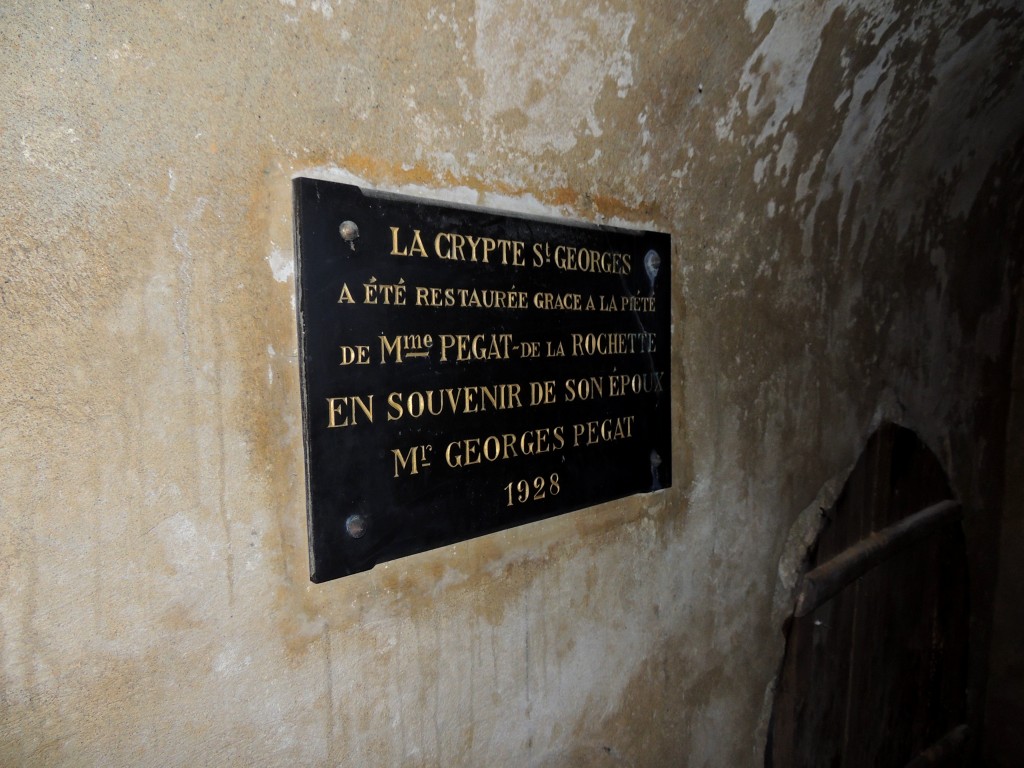 LA CRYPTE St GEORGES
A ÉTÉ RESTAURÉE GRACE A LA PIÉTÉ
DE Mme PEGAT-DE LA ROCHETTE
EN SOUVENIR DE SON ÉPOUX
Mr GEORGES PEGAT
1928